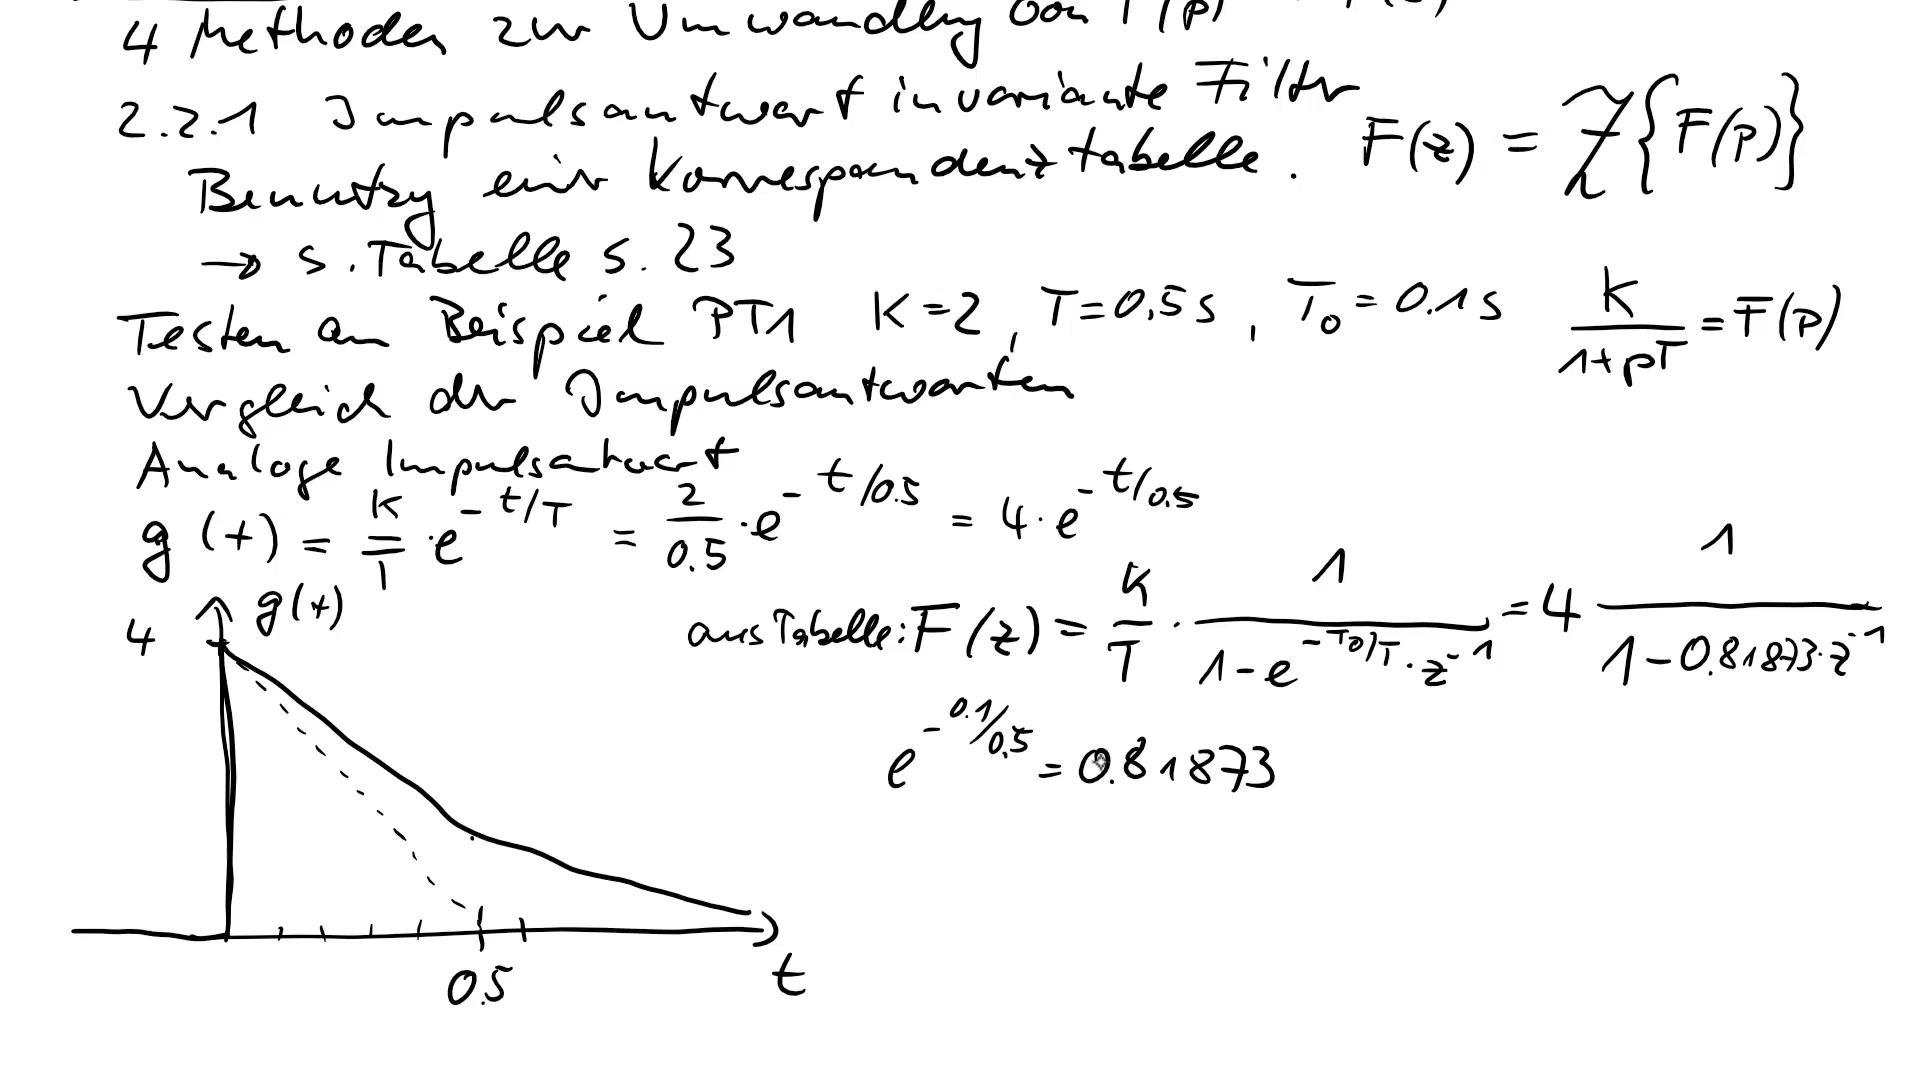 4 Methoden zur Umwandlung von F(p)
2.2.1 Impulsantwort invariante Filter
Benutzung einer Korrespondenztabelle. F(z) = Z{F(p)}
→ s. Tabelle S. 23
Testen an Beispiel PT1 K=2, T=0,5s, T₀=0.1s K/(1+pT) = F(p)
Vergleich der Impulsantworten
Analoge Impulsantwort
g(t) = K/T · e^(-t/T) = 2/0.5 · e^(-t/0.5) = 4 · e^(-t/0.5)
g(t)
4
aus Tabelle: F(z) = K/T · 1/(1 - e^(-T₀/T) · z^-1) = 4 1/(1 - 0.81873 · z^-1)
e^(-0.1/0.5) = 0.81873
0.5
t